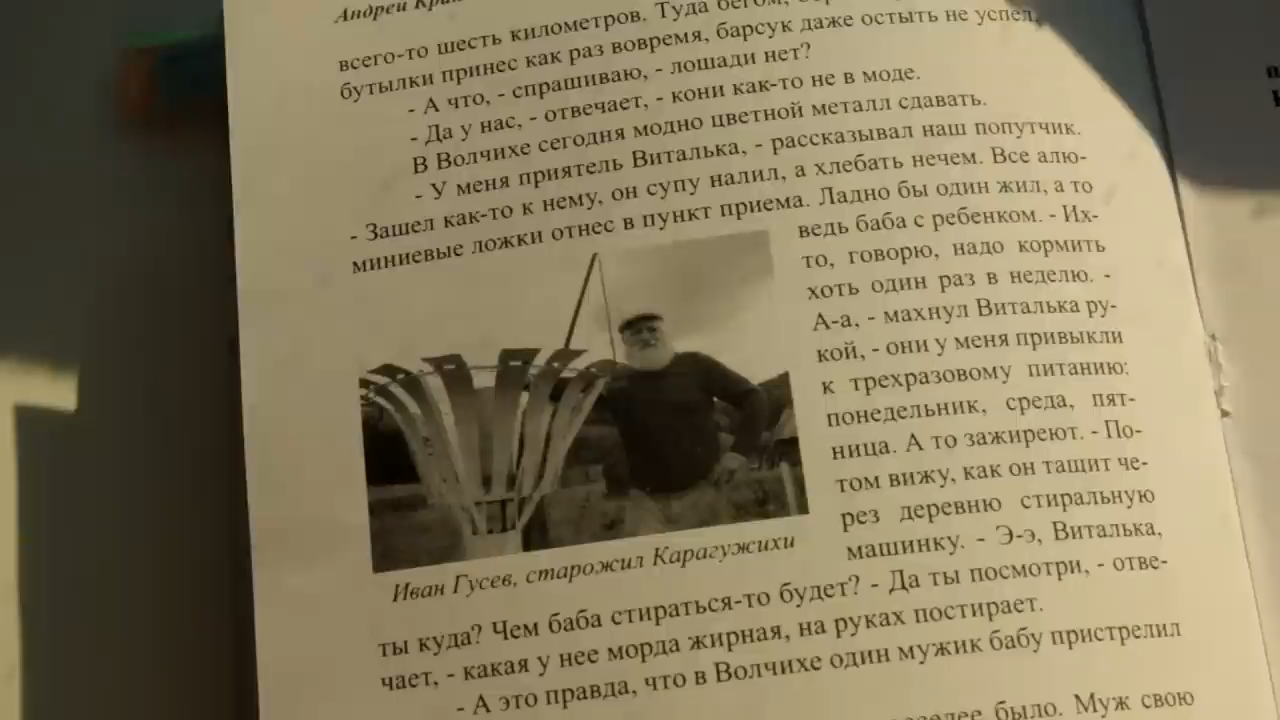 Андрей
всего-то шесть километров. Туда бегом,
бутылки принес как раз вовремя, барсук даже остыть не успел.
- А что, - спрашиваю, - лошади нет?
- Да у нас, - отвечает, - кони как-то не в моде.
В Волчихе сегодня модно цветной металл сдавать.
- У меня приятель Виталька, - рассказывал наш попутчик.
- Зашел как-то к нему, он супу налил, а хлебать нечем. Все алю-
миниевые ложки отнес в пункт приема. Ладно бы один жил, а то
ведь баба с ребенком. - Их-
то, говорю, надо кормить
хоть один раз в неделю. -
А-а, - махнул Виталька ру-
кой, - они у меня привыкли
к трехразовому питанию:
понедельник, среда, пят-
ница. А то зажиреют. - По-
том вижу, как он тащит че-
рез деревню стиральную
машинку. - Э-э, Виталька,
Иван Гусев, старожил Карагужихи
ты куда? Чем баба стираться-то будет? - Да ты посмотри, - отве-
чает, - какая у нее морда жирная, на руках постирает.
- А это правда, что в Волчихе один мужик бабу пристрелил
было. Муж свою